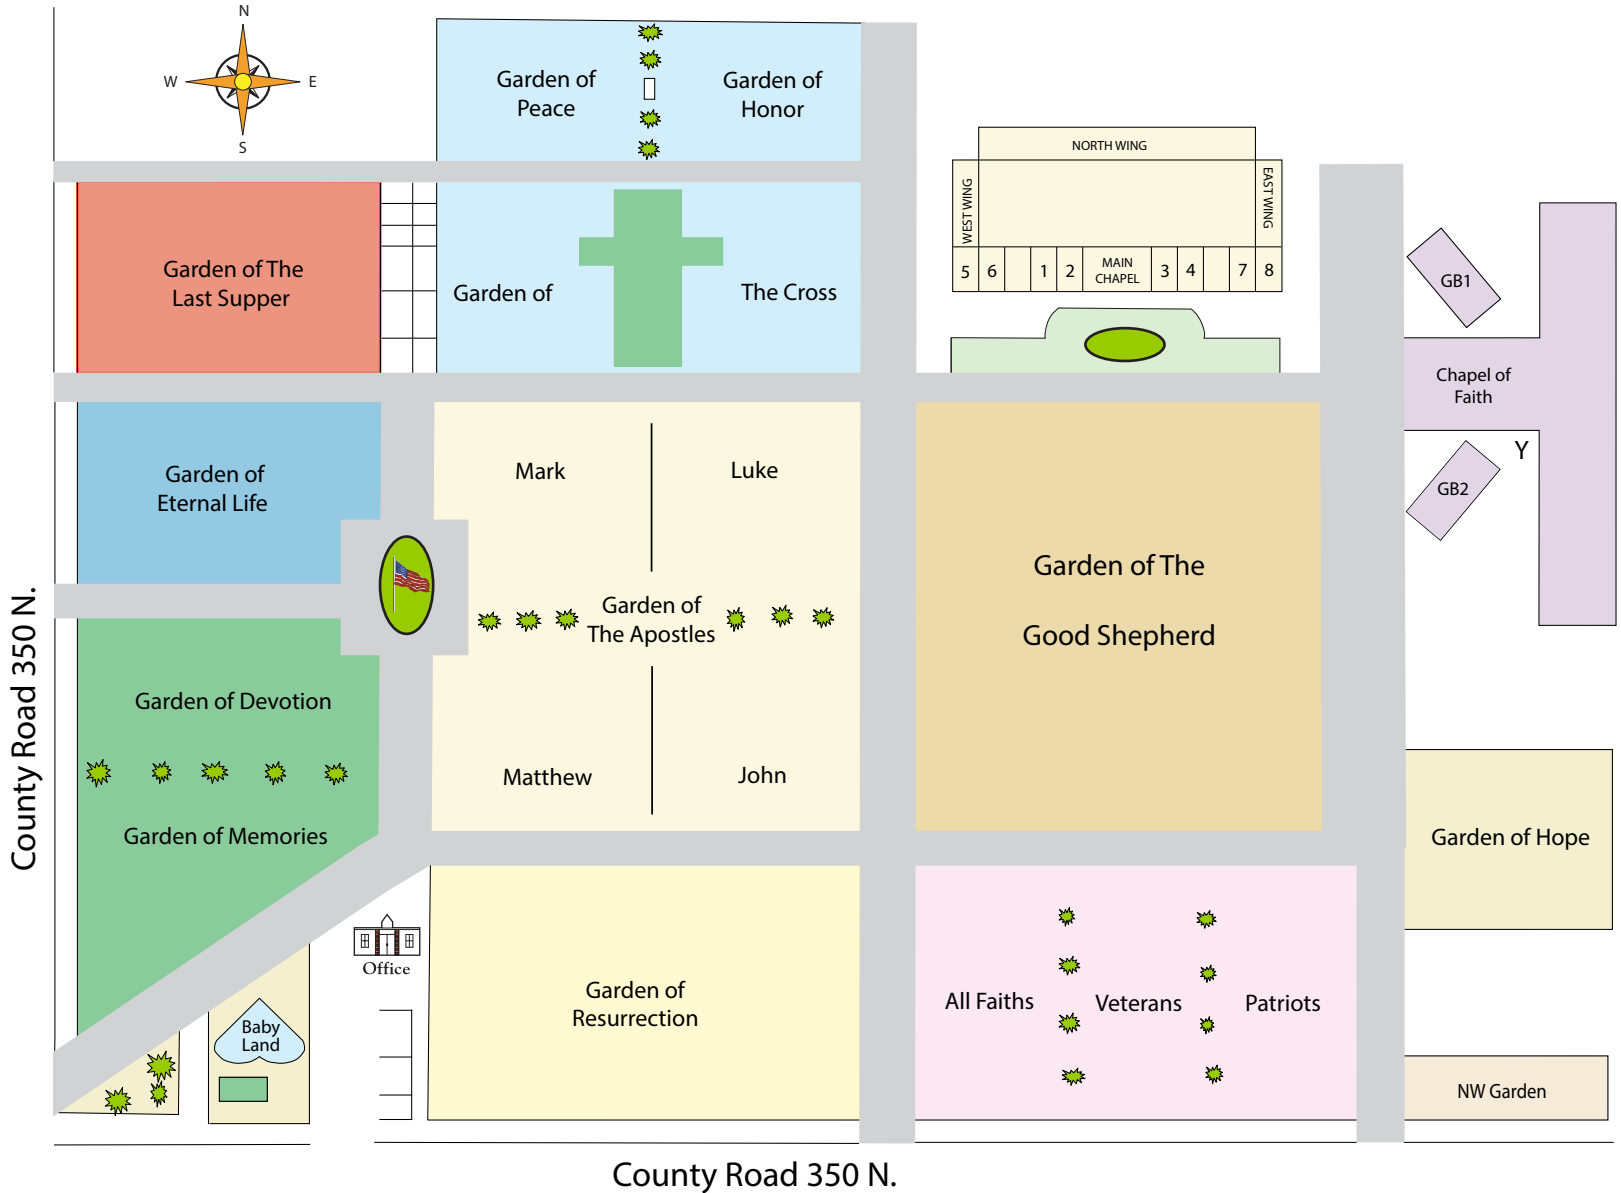 N
W
E
S
Garden of
Peace
Garden of
Honor
NORTH WING
WEST WING
EAST WING
5
6
1
2
MAIN
CHAPEL
3
4
7
8
Garden of The
Last Supper
Garden of
The Cross
GB1
Chapel of
Faith
Y
GB2
Garden of
Eternal Life
Mark
Luke
Garden of
The Apostles
Matthew
John
Garden of The
Good Shepherd
County Road 350 N.
Garden of Devotion
Garden of Memories
Garden of Hope
Office
Baby
Land
Garden of
Resurrection
All Faiths
Veterans
Patriots
NW Garden
County Road 350 N.